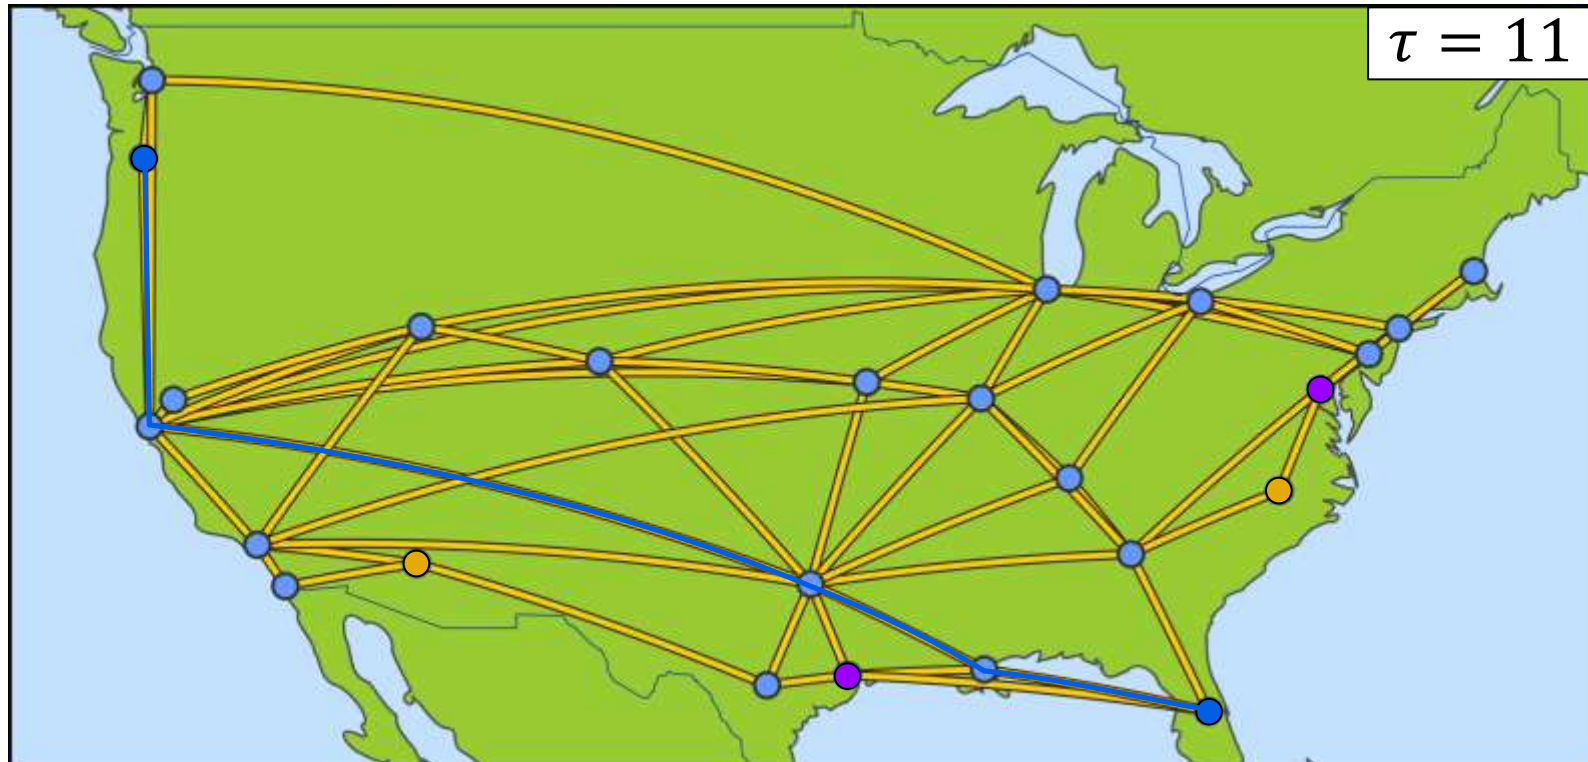 τ = 11